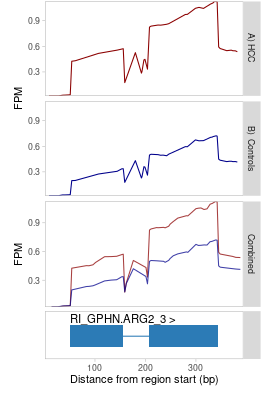 0.9
0.6
0.3
A) HCC
FPM
0.9
0.6
0.3
B) Controls
0.9
0.6
0.3
Combined
FPM
RI_GPHN.ARG2_3 >
100 200 300
Distance from region start (bp)